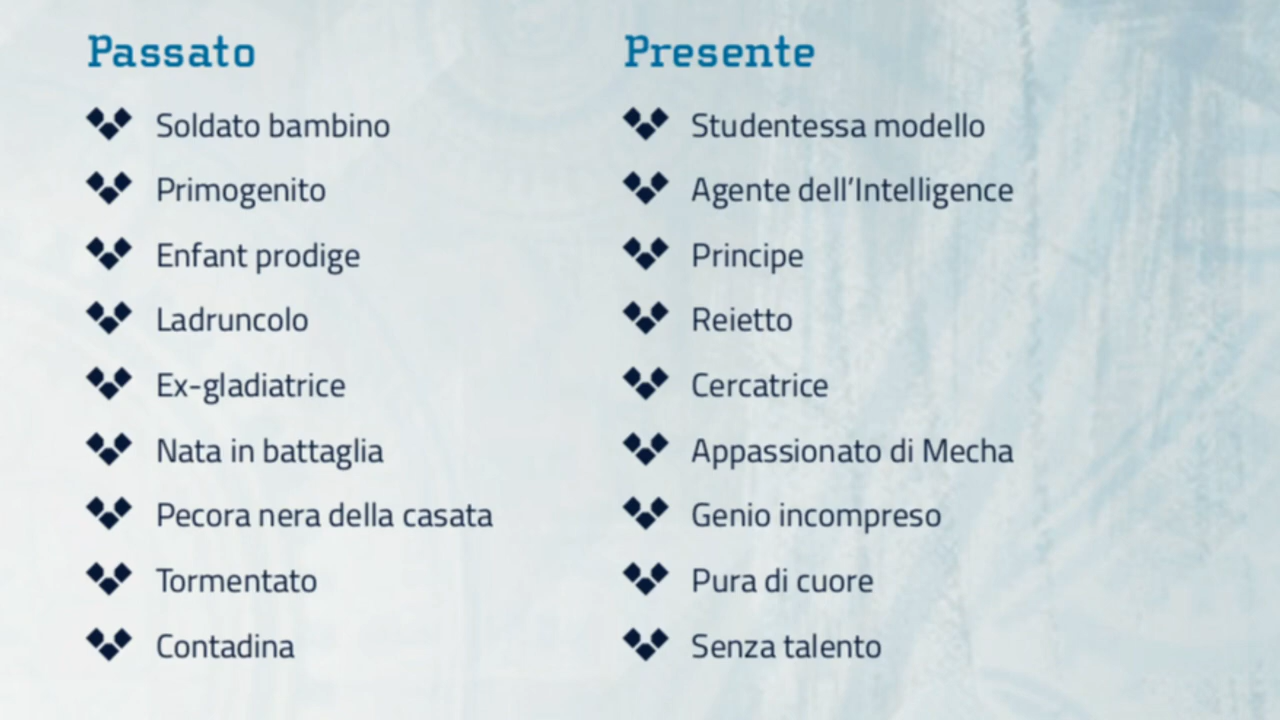 Passato
Soldato bambino
Primogenito
Enfant prodige
Ladruncolo
Ex-gladiatrice
Nata in battaglia
Pecora nera della casata
Tormentato
Contadina
Presente
Studentessa modello
Agente dell’Intelligence
Principe
Reietto
Cercatrice
Appassionato di Mecha
Genio incompreso
Pura di cuore
Senza talento